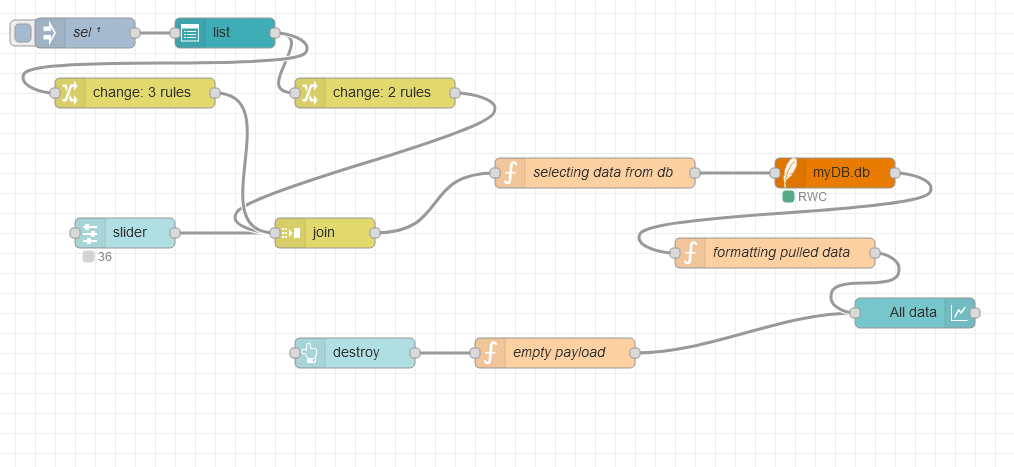 sel ¹
list
change: 3 rules
change: 2 rules
selecting data from db
myDB.db
RWC
slider
36
join
formatting pulled data
All data
destroy
empty payload